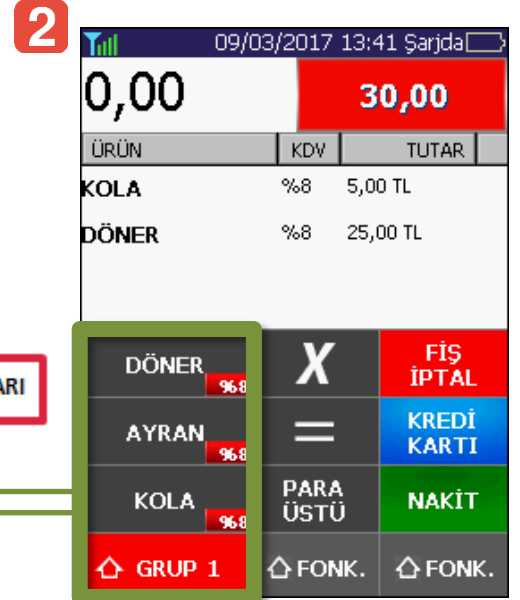 2
09/03/2017 13:41 Şarjda
0,00 30,00
ÜRÜN KDV TUTAR
KOLA %8 5,00 TL
DÖNER %8 25,00 TL
DÖNER %8 X FİŞ İPTAL
ARI
AYRAN %8 = KREDİ KARTI
KOLA %8 PARA ÜSTÜ NAKİT
GRUP 1 FONK. FONK.